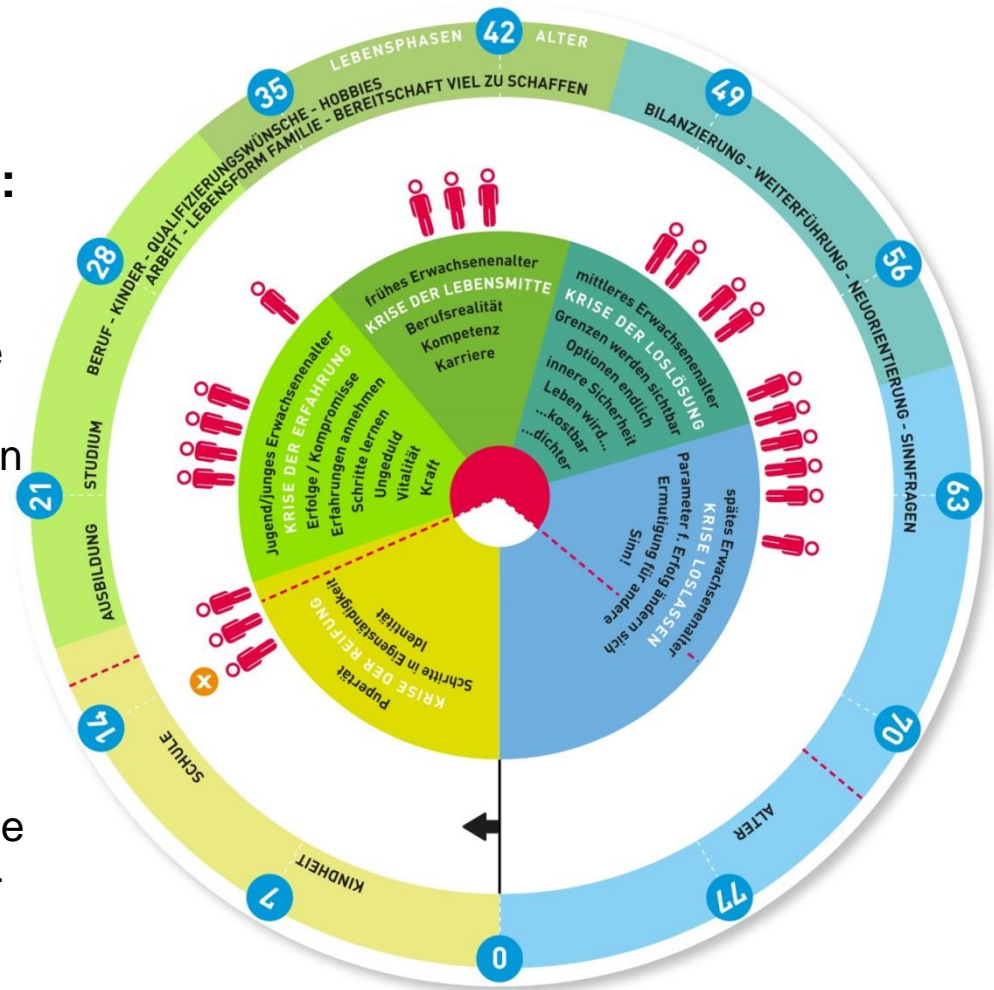 :
e
n
e
.
LEBENSPHASEN
42
ALTER
35
49
28
56
21
63
14
70
7
77
0
BERUF - KINDER - QUALIFIZIERUNGSWÜNSCHE - HOBBIES
ARBEIT - LEBENSFORM FAMILIE - BEREITSCHAFT VIEL ZU SCHAFFEN
BILANZIERUNG - WEITERFÜHRUNG - NEUORIENTIERUNG - SINNFRAGEN
STUDIUM
AUSBILDUNG
SCHULE
KINDHEIT
ALTER
frühes Erwachsenenalter
KRISE DER LEBENSMITTE
Berufsrealität
Kompetenz
Karriere
mittleres Erwachsenenalter
KRISE DER LOSLÖSUNG
Grenzen werden sichtbar
Optionen endlich
innere Sicherheit
Leben wird...
...kostbar
...dichter
Jugend/junges Erwachsenenalter
KRISE DER ERFAHRUNG
Erfolge / Kompromisse
Erfahrungen annehmen
Schritte lernen
Ungeduld
Vitalität
Kraft
spätes Erwachsenenalter
KRISE LOSLASSEN
Parameter f. Erfolg ändern sich
Ermutigung für andere
Sinn!
Identität
Schritte in Eigenständigkeit
KRISE DER REIFUNG
Pupertät
X